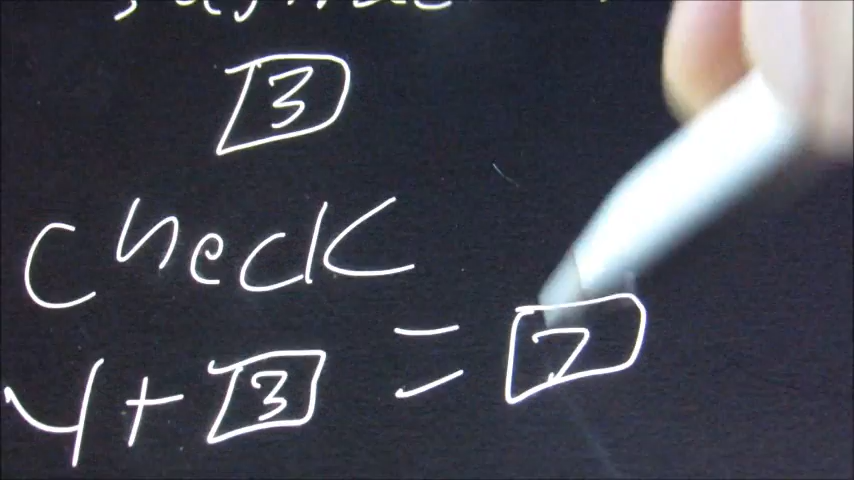 3
check
4 + 3 = 7